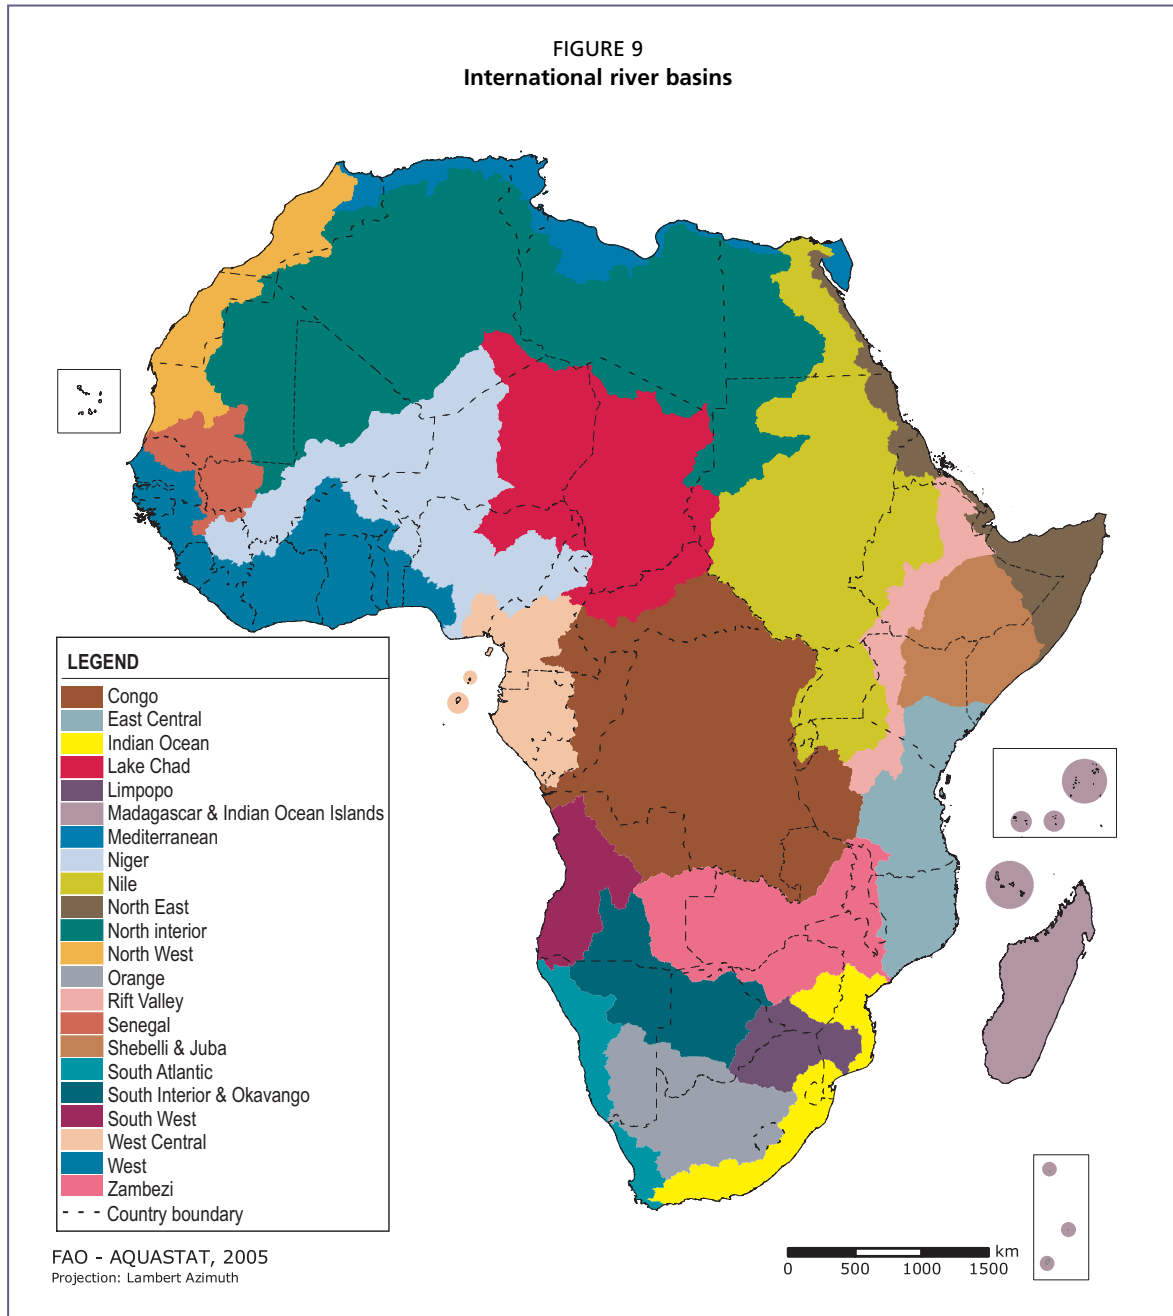 FIGURE 9
International river basins
LEGEND
Congo
East Central
Indian Ocean
Lake Chad
Limpopo
Madagascar & Indian Ocean Islands
Mediterranean
Niger
Nile
North East
North interior
North West
Orange
Rift Valley
Senegal
Shebelli & Juba
South Atlantic
South Interior & Okavango
South West
West Central
West
Zambezi
Country boundary
FAO - AQUASTAT, 2005
Projection: Lambert Azimuth
km
0 500 1000 1500